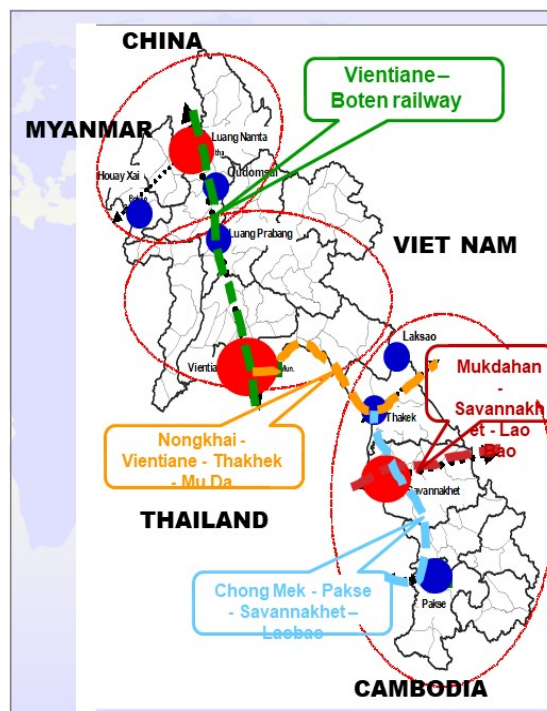 CHINA
Vientiane –
Boten railway
MYANMAR
Luang Namta
Houay Xai
Oudomsai
Luang Prabang
VIET NAM
Laksao
Mukdahan
-
Savannakh
et - Lao
Bao
Mun.
Thakek
Nongkhai -
Vientiane - Thakhek
- Mu Da
Savannakhet
THAILAND
Chong Mek - Pakse
- Savannakhet –
Laobao
Pakse
CAMBODIA